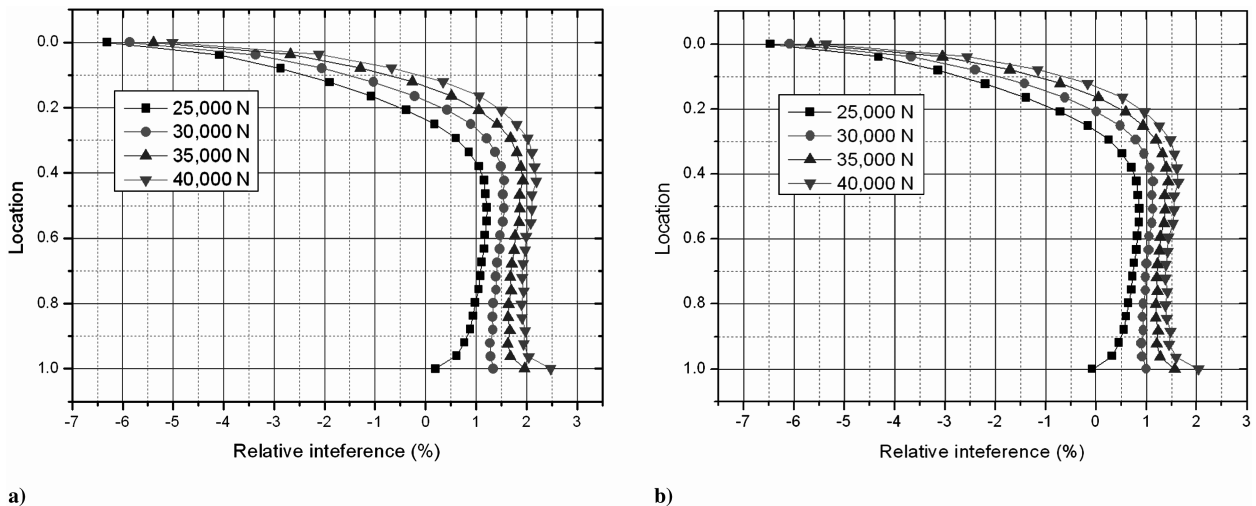 0.0
0.2
0.4
0.6
0.8
1.0
Location
25,000 N
30,000 N
35,000 N
40,000 N
-7 -6 -5 -4 -3 -2 -1 0 1 2 3
Relative inteference (%)
a)
0.0
0.2
0.4
0.6
0.8
1.0
Location
25,000 N
30,000 N
35,000 N
40,000 N
-7 -6 -5 -4 -3 -2 -1 0 1 2 3
Relative inteference (%)
b)